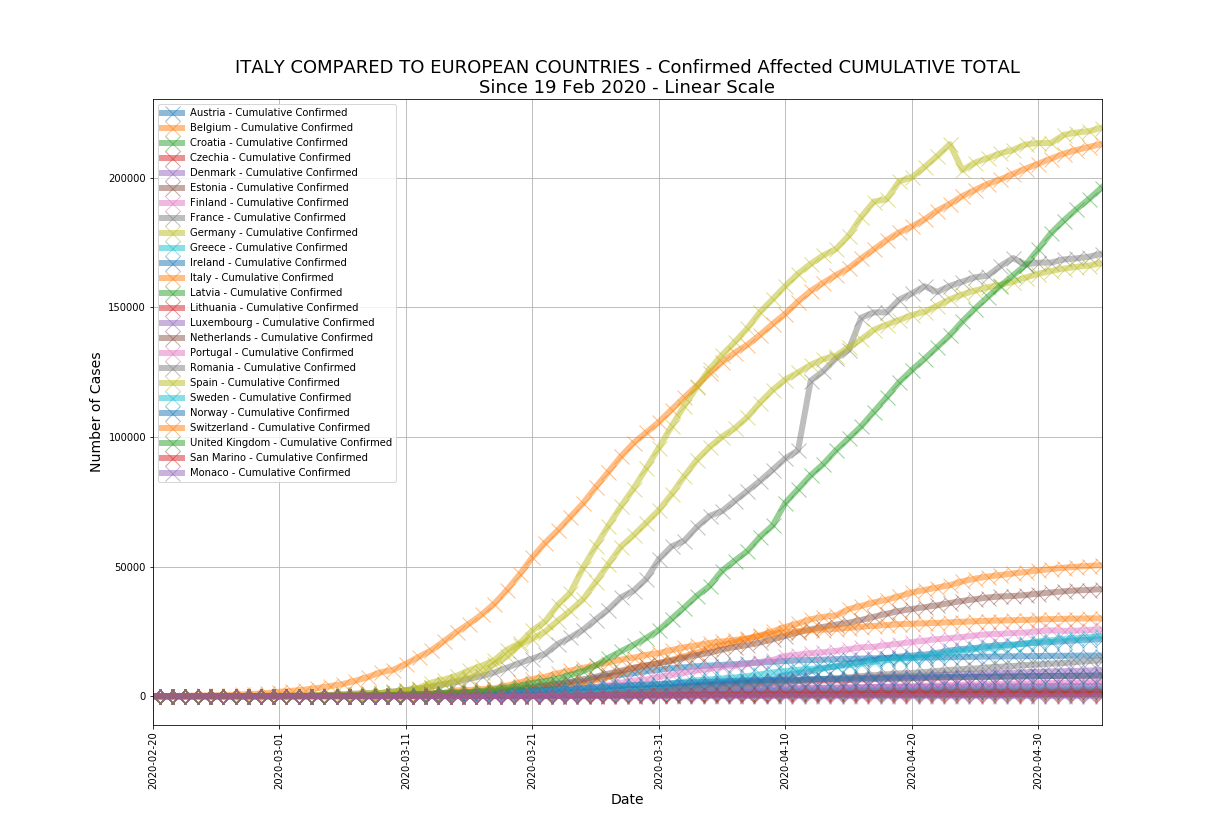 ITALY COMPARED TO EUROPEAN COUNTRIES - Confirmed Affected CUMULATIVE TOTAL
Since 19 Feb 2020 - Linear Scale
Austria - Cumulative Confirmed
Belgium - Cumulative Confirmed
Croatia - Cumulative Confirmed
Czechia - Cumulative Confirmed
Denmark - Cumulative Confirmed
Estonia - Cumulative Confirmed
Finland - Cumulative Confirmed
France - Cumulative Confirmed
Germany - Cumulative Confirmed
Greece - Cumulative Confirmed
Ireland - Cumulative Confirmed
Italy - Cumulative Confirmed
Latvia - Cumulative Confirmed
Lithuania - Cumulative Confirmed
Luxembourg - Cumulative Confirmed
Netherlands - Cumulative Confirmed
Portugal - Cumulative Confirmed
Romania - Cumulative Confirmed
Spain - Cumulative Confirmed
Sweden - Cumulative Confirmed
Norway - Cumulative Confirmed
Switzerland - Cumulative Confirmed
United Kingdom - Cumulative Confirmed
San Marino - Cumulative Confirmed
Monaco - Cumulative Confirmed
Number of Cases
200000
150000
100000
50000
0
2020-02-20
2020-03-01
2020-03-11
2020-03-21
2020-03-31
2020-04-10
2020-04-20
2020-04-30
Date